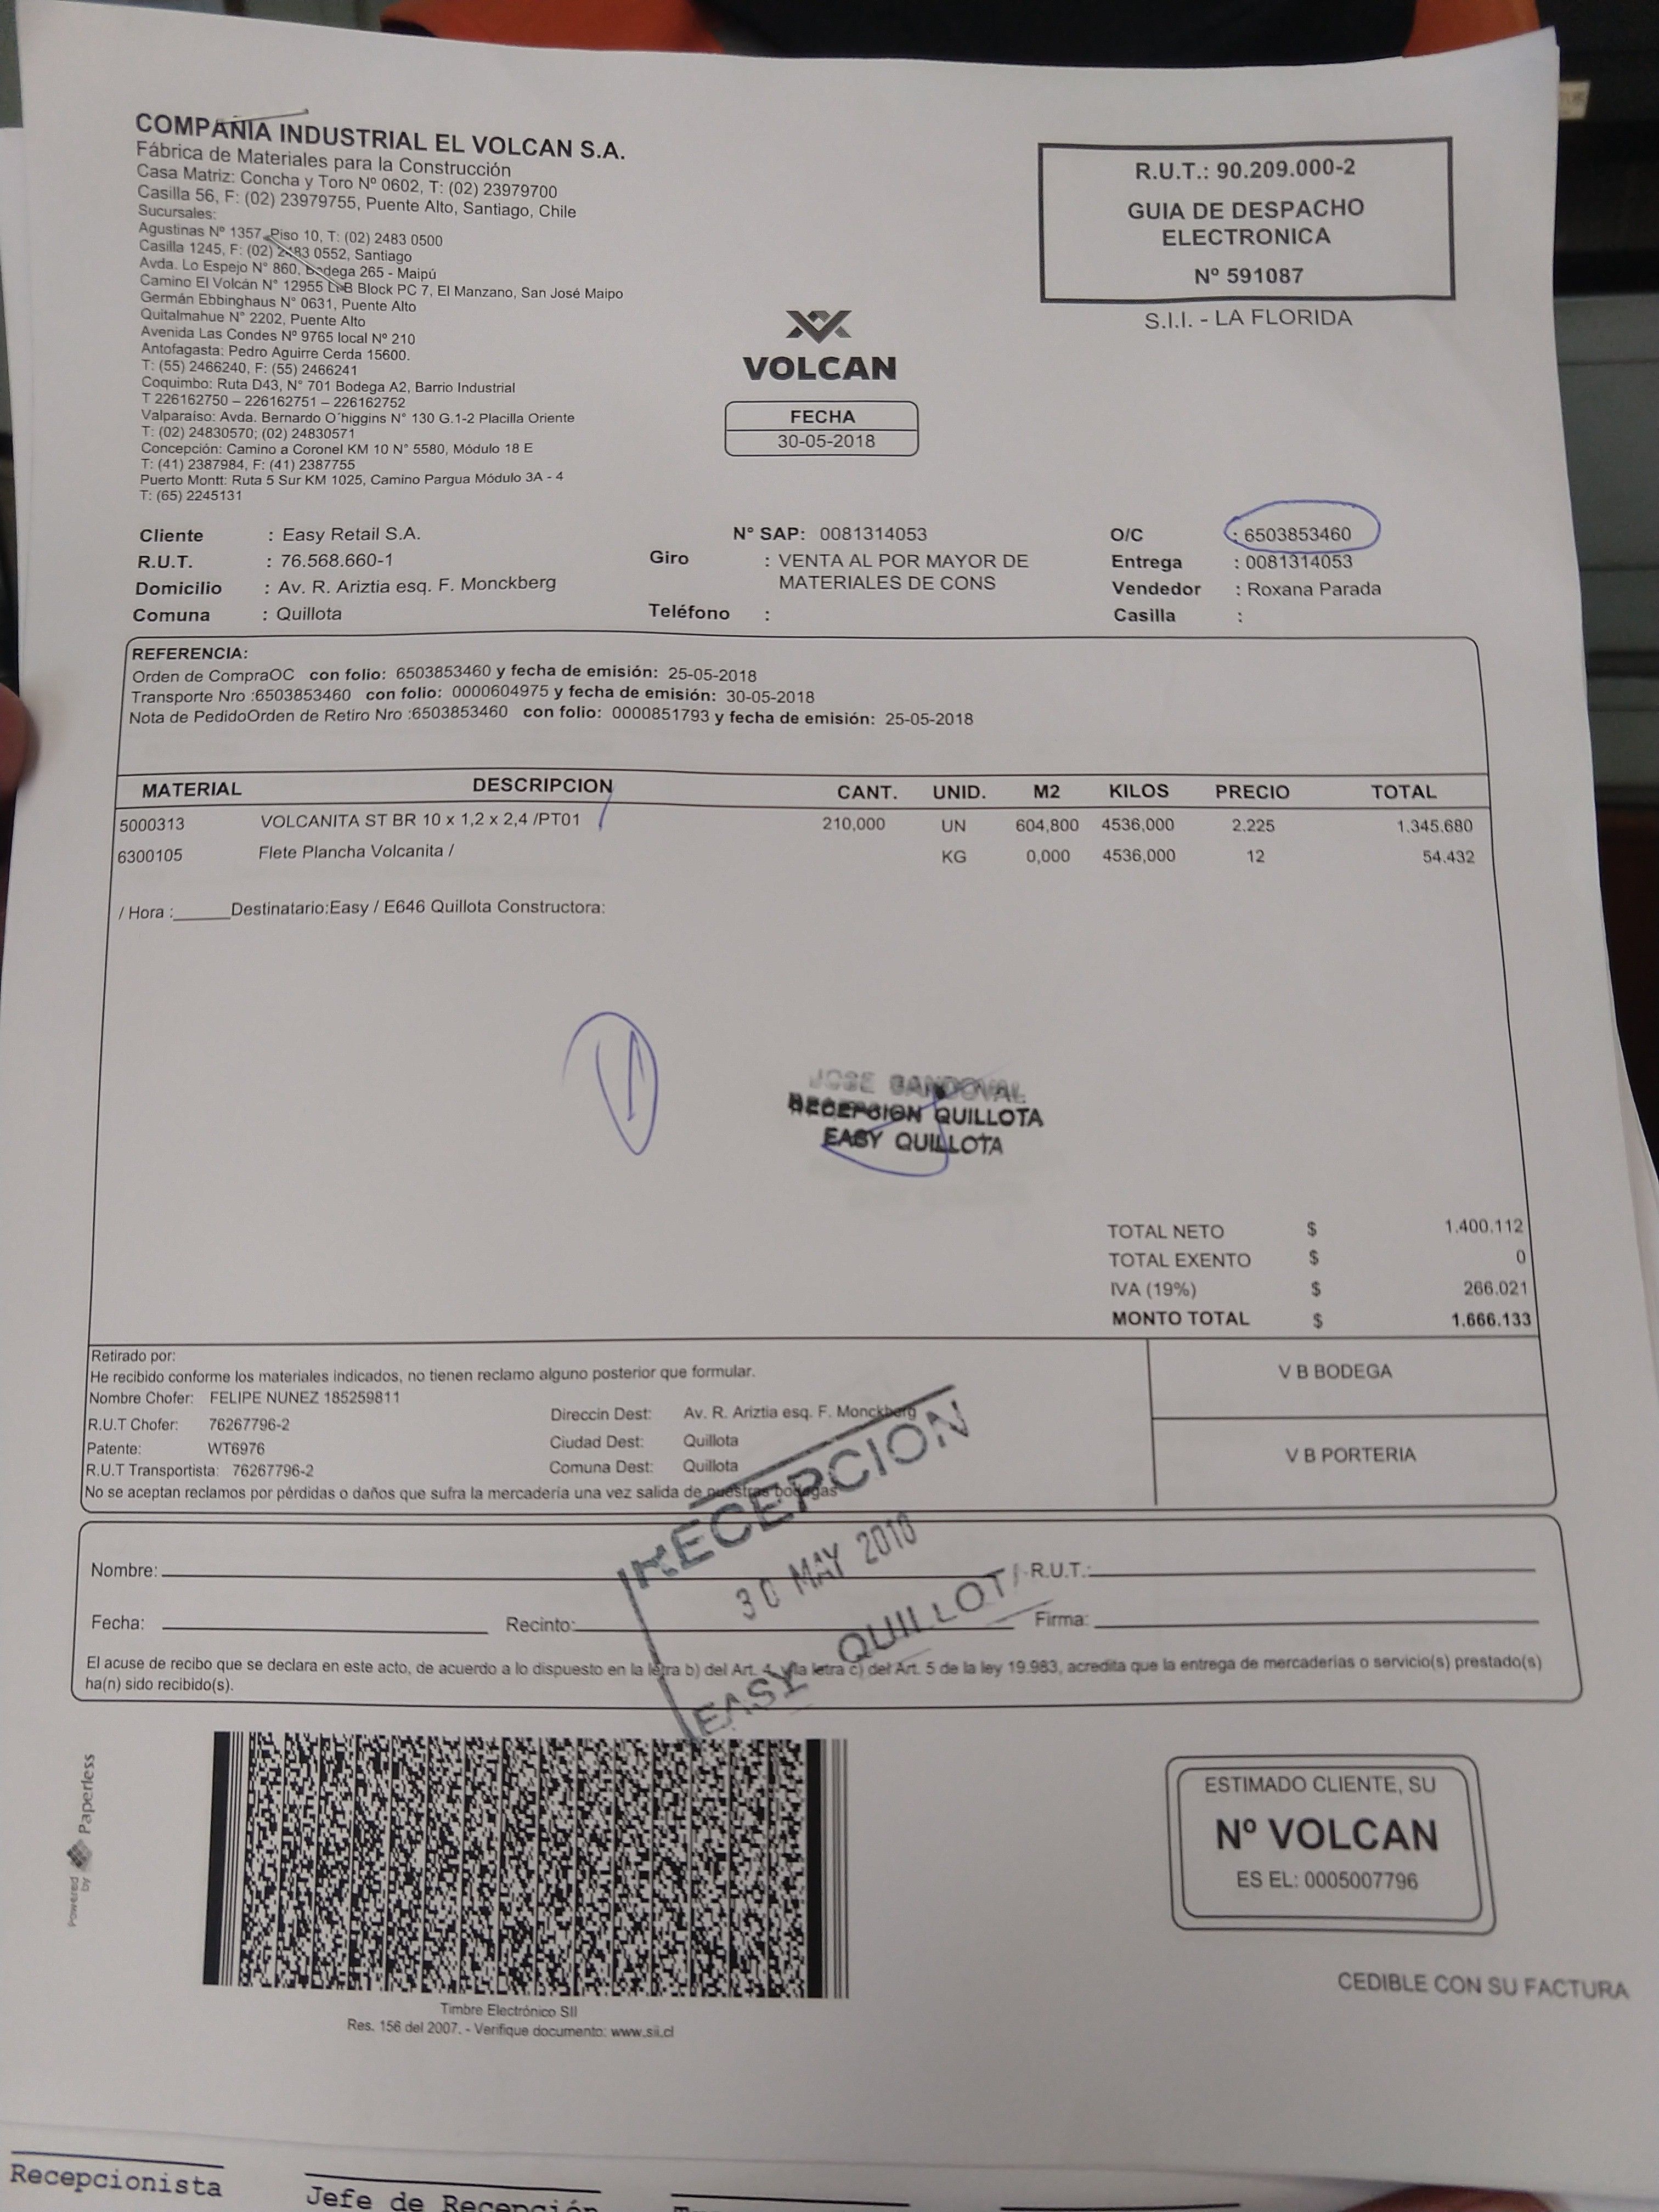 COMPAÑIA INDUSTRIAL EL VOLCAN S.A.
Fábrica de Materiales para la Construcción
Casa Matriz: Concha y Toro Nº 0602, T: (02) 23979700
Casilla 56, F: (02) 23979755, Puente Alto, Santiago, Chile
Sucursales:
Agustinas Nº 1357, Piso 10, T: (02) 2483 0500
Casilla 1245, F: (02) 2483 0552, Santiago
Avda. Lo Espejo N° 860, Bodega 265 - Maipú
Camino El Volcán N° 12955 Lt-B Block PC 7, El Manzano, San José Maipo
Germán Ebbinghaus N° 0631, Puente Alto
Quitalmahue N° 2202, Puente Alto
Avenida Las Condes Nº 9765 local Nº 210
Antofagasta: Pedro Aguirre Cerda 15600.
T: (55) 2466240, F: (55) 2466241
Coquimbo: Ruta D43, N° 701 Bodega A2, Barrio Industrial
T 226162750 – 226162751 – 226162752
Valparaíso: Avda. Bernardo O´higgins N° 130 G.1-2 Placilla Oriente
T: (02) 24830570; (02) 24830571
Concepción: Camino a Coronel KM 10 N° 5580, Módulo 18 E
T: (41) 2387984, F: (41) 2387755
Puerto Montt: Ruta 5 Sur KM 1025, Camino Pargua Módulo 3A - 4
T: (65) 2245131
R.U.T.: 90.209.000-2
GUIA DE DESPACHO
ELECTRONICA
Nº 591087
S.I.I. - LA FLORIDA
VOLCAN
FECHA
30-05-2018
Cliente : Easy Retail S.A. N° SAP: 0081314053 O/C : 6503853460
R.U.T. : 76.568.660-1 Giro : VENTA AL POR MAYOR DE Entrega : 0081314053
MATERIALES DE CONS
Domicilio : Av. R. Ariztia esq. F. Monckberg Vendedor : Roxana Parada
Comuna : Quillota Teléfono : Casilla :
REFERENCIA:
Orden de CompraOC con folio: 6503853460 y fecha de emisión: 25-05-2018
Transporte Nro :6503853460 con folio: 0000604975 y fecha de emisión: 30-05-2018
Nota de PedidoOrden de Retiro Nro :6503853460 con folio: 0000851793 y fecha de emisión: 25-05-2018
MATERIAL DESCRIPCION CANT. UNID. M2 KILOS PRECIO TOTAL
5000313 VOLCANITA ST BR 10 x 1,2 x 2,4 /PT01 210,000 UN 604,800 4536,000 2.225 1.345.680
6300105 Flete Plancha Volcanita / KG 0,000 4536,000 12 54.432
/ Hora :______Destinatario:Easy / E646 Quillota Constructora:
JOSE SANDOVAL
RECEPSION QUILLOTA
EASY QUILLOTA
TOTAL NETO $ 1.400.112
TOTAL EXENTO $ 0
IVA (19%) $ 266.021
MONTO TOTAL $ 1.666.133
Retirado por:
He recibido conforme los materiales indicados, no tienen reclamo alguno posterior que formular.
Nombre Chofer: FELIPE NUNEZ 185259811
R.U.T Chofer: 76267796-2 Direccin Dest: Av. R. Ariztia esq. F. Monckberg
Patente: WT6976 Ciudad Dest: Quillota
R.U.T Transportista: 76267796-2 Comuna Dest: Quillota
No se aceptan reclamos por pérdidas o daños que sufra la mercadería una vez salida de nuestras bodegas
V B BODEGA
V B PORTERIA
RECEPCION
30 MAY 2018
EASY QUILLOTA
Nombre: R.U.T.:
Fecha: Recinto: Firma:
El acuse de recibo que se declara en este acto, de acuerdo a lo dispuesto en la letra b) del Art. 4, y la letra c) del Art. 5 de la ley 19.983, acredita que la entrega de mercaderías o servicio(s) prestado(s)
ha(n) sido recibido(s).
Powered by Paperless
Timbre Electrónico SII
Res. 156 del 2007. - Verifique documento: www.sii.cl
ESTIMADO CLIENTE, SU
Nº VOLCAN
ES EL: 0005007796
CEDIBLE CON SU FACTURA
Recepcionista
Jefe de Recepción